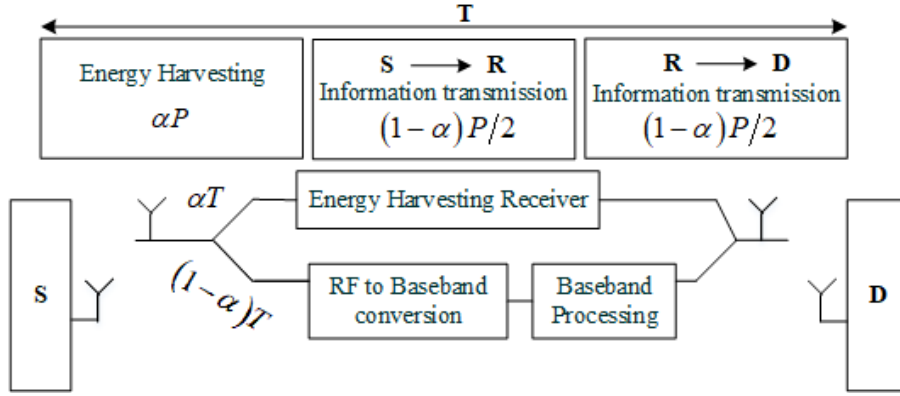 T
Energy Harvesting
αP
S → R
Information transmission
(1-α)P/2
R → D
Information transmission
(1-α)P/2
αT
Energy Harvesting Receiver
(1-α)T
S
RF to Baseband
conversion
Baseband
Processing
D